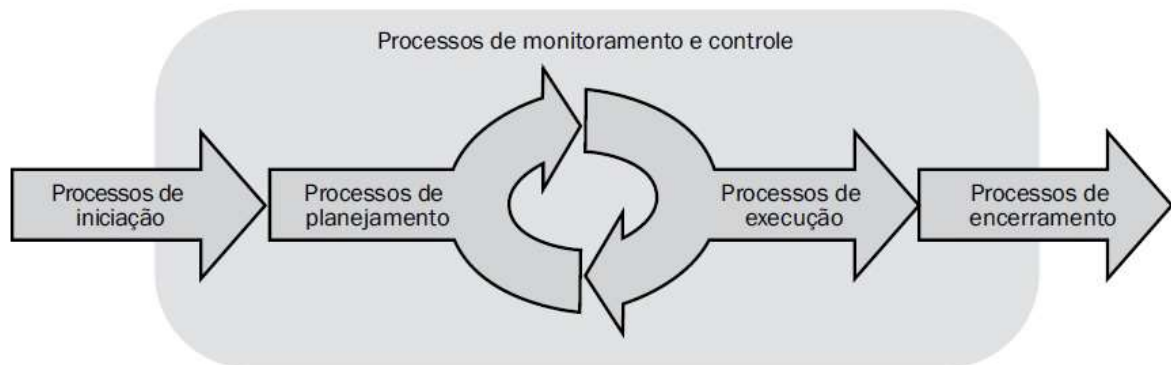 Processos de monitoramento e controle
Processos de
iniciação
Processos de
planejamento
Processos de
execução
Processos de
encerramento